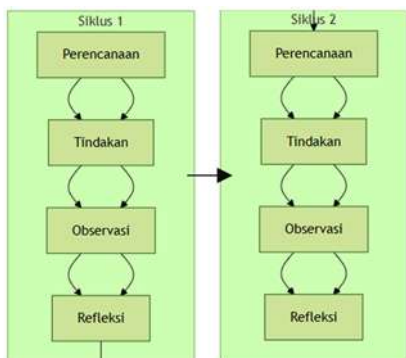 Siklus 1
Perencanaan
Tindakan
Observasi
Refleksi
Siklus 2
Perencanaan
Tindakan
Observasi
Refleksi